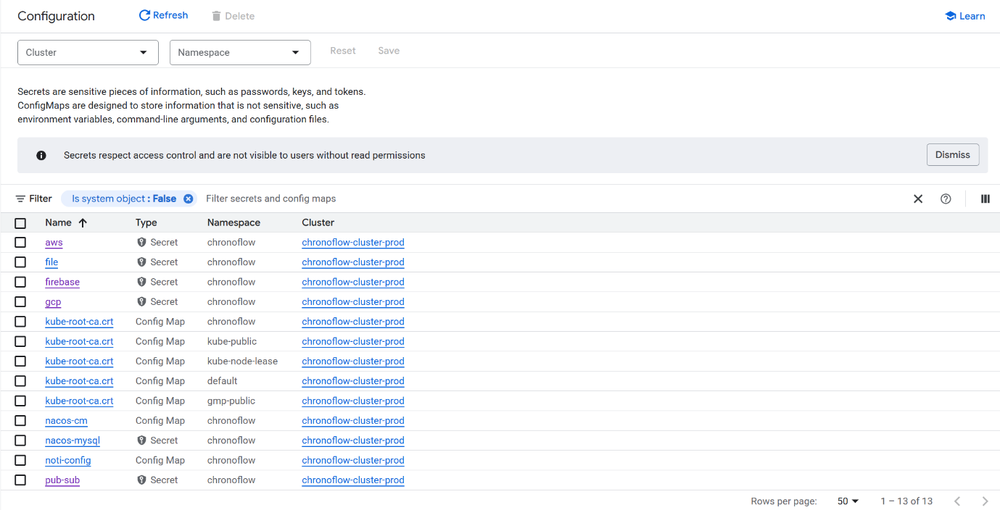 Configuration Refresh Delete Learn
Cluster Namespace Reset Save
Secrets are sensitive pieces of information, such as passwords, keys, and tokens.
ConfigMaps are designed to store information that is not sensitive, such as
environment variables, command-line arguments, and configuration files.
Secrets respect access control and are not visible to users without read permissions Dismiss
Filter Is system object : False Filter secrets and config maps
Name Type Namespace Cluster
aws Secret chronoflow chronoflow-cluster-prod
file Secret chronoflow chronoflow-cluster-prod
firebase Secret chronoflow chronoflow-cluster-prod
gcp Secret chronoflow chronoflow-cluster-prod
kube-root-ca.crt Config Map chronoflow chronoflow-cluster-prod
kube-root-ca.crt Config Map kube-public chronoflow-cluster-prod
kube-root-ca.crt Config Map kube-node-lease chronoflow-cluster-prod
kube-root-ca.crt Config Map default chronoflow-cluster-prod
kube-root-ca.crt Config Map gmp-public chronoflow-cluster-prod
nacos-cm Config Map chronoflow chronoflow-cluster-prod
nacos-mysql Secret chronoflow chronoflow-cluster-prod
noti-config Config Map chronoflow chronoflow-cluster-prod
pub-sub Secret chronoflow chronoflow-cluster-prod
Rows per page: 50 1 – 13 of 13